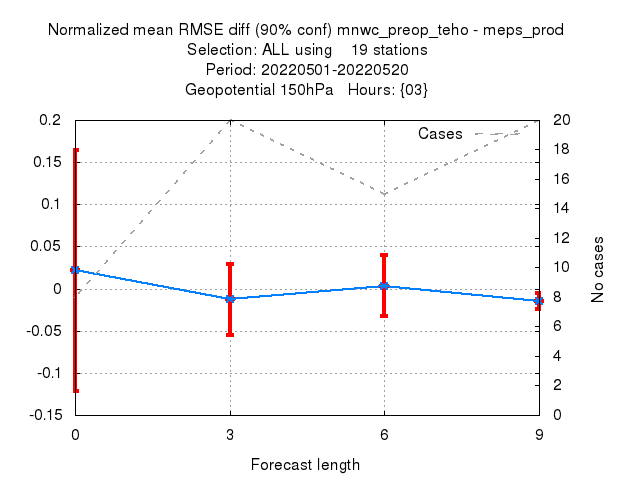 Normalized mean RMSE diff (90% conf) mnwc_preop_teho - meps_prod
Selection: ALL using    19 stations
Period: 20220501-20220520
Geopotential 150hPa   Hours: {03}
Cases
0.2
0.15
0.1
0.05
0
-0.05
-0.1
-0.15
20
18
16
14
12
10
8
6
4
2
0
No cases
0 3 6 9
Forecast length